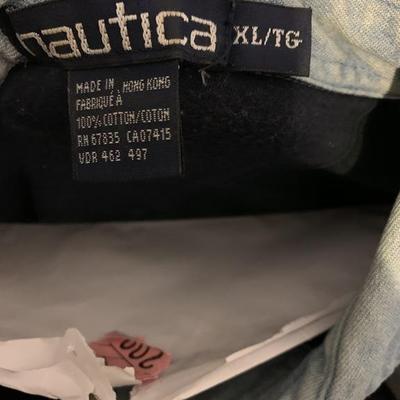 nautica XL/TG
MADE IN HONG KONG
FABRIQUÉ À
100% COTTON/COTON
RN 67835 CA07415
VDR 462 497